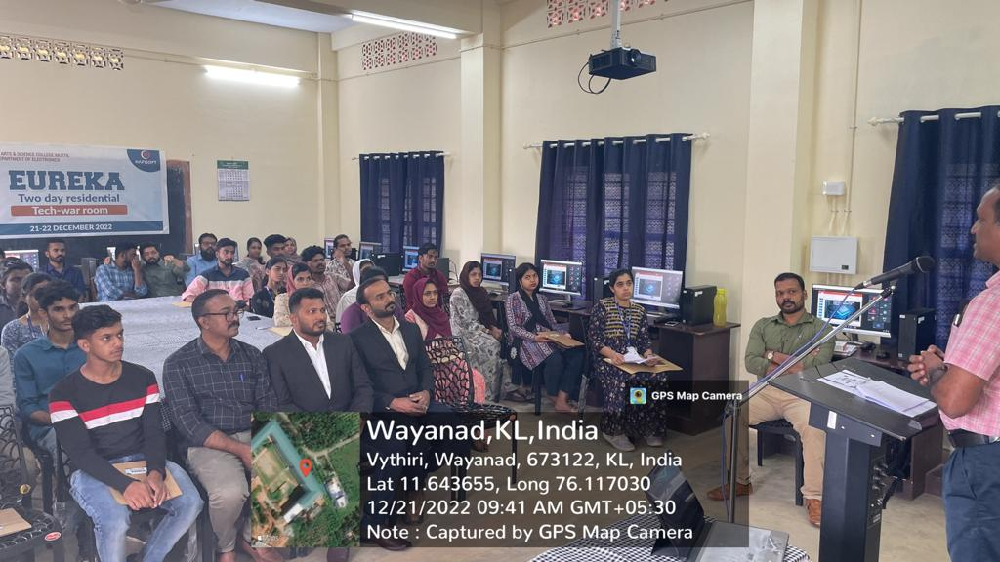 ARTS & SCIENCE COLLEGE MUTTIL
DEPARTMENT OF ELECTRONICS
EUREKA
Two day residential
Tech-war room
21-22 DECEMBER 2022
GPS Map Camera
Wayanad,KL,India
Vythiri, Wayanad, 673122, KL, India
Lat 11.643655, Long 76.117030
12/21/2022 09:41 AM GMT+05:30
Note : Captured by GPS Map Camera